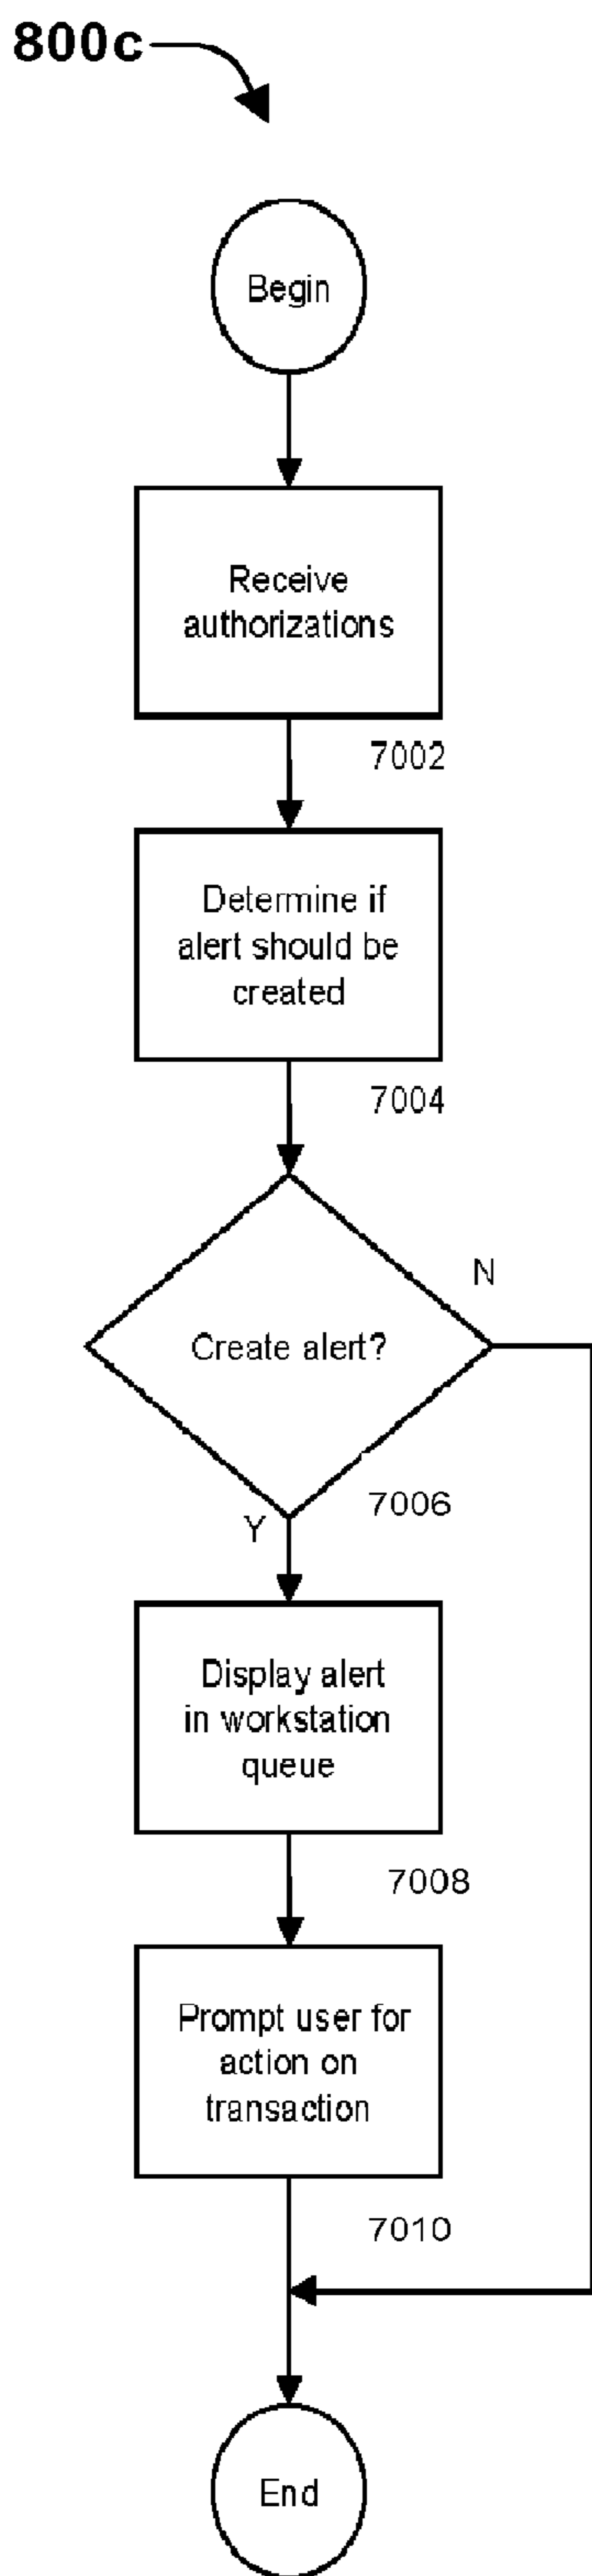 800c
Begin
Receive
authorizations
7002
Determine if
alert should be
created
7004
N
Create alert?
7006
Y
Display alert
in workstation
queue
7008
Prompt user for
action on
transaction
7010
End